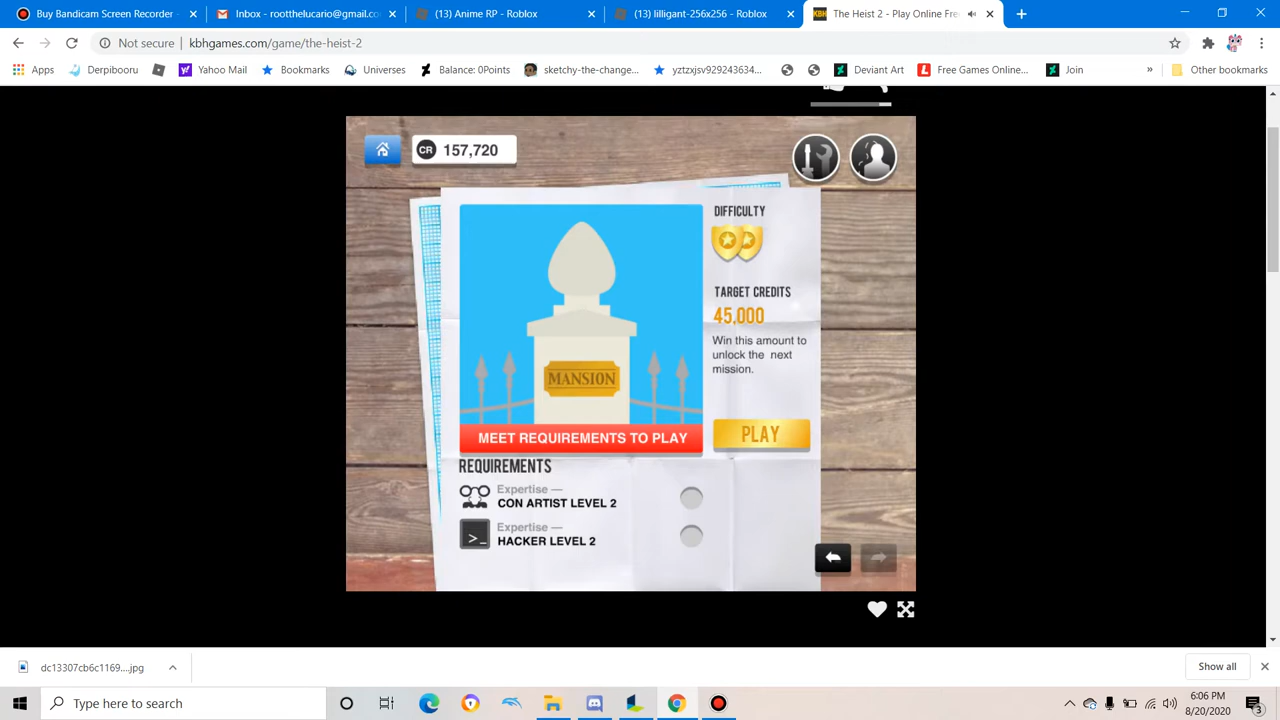 Buy Bandicam Screen Recorder
Inbox - rootthelucario@gmail.co
(13) Anime RP - Roblox
(13) lilligant-256x256 - Roblox
KBH
The Heist 2 - Play Online Fre
Not secure | kbhgames.com/game/the-heist-2
Apps
Derpiboo...
Yahoo Mail
Bookmarks
Universes
Balance: 0Points
sketchy-the-change...
yztzxjsv929243634...
Deviant Art
Free Games Online...
Join
»
Other bookmarks
CR 157,720
DIFFICULTY
TARGET CREDITS
45,000
Win this amount to
unlock the next
mission.
MANSION
PLAY
MEET REQUIREMENTS TO PLAY
REQUIREMENTS
Expertise —
CON ARTIST LEVEL 2
>_
Expertise —
HACKER LEVEL 2
dc13307cb6c1169....jpg
Show all
Type here to search
6:06 PM
8/20/2020
3